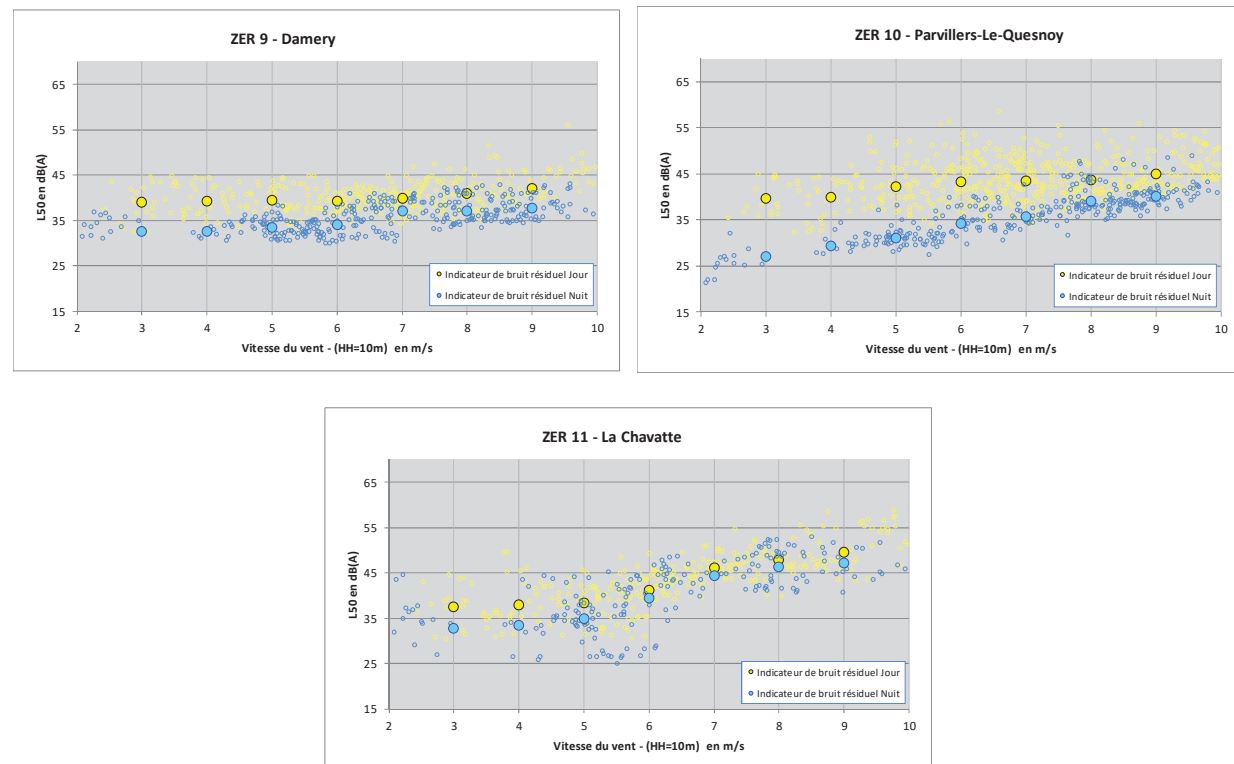 ZER 9 - Damery
L50 en dB(A)
65
55
45
35
25
15
Indicateur de bruit résiduel Jour
Indicateur de bruit résiduel Nuit
2 3 4 5 6 7 8 9 10
Vitesse du vent - (HH=10m) en m/s
ZER 10 - Parvillers-Le-Quesnoy
L50 en dB(A)
65
55
45
35
25
15
Indicateur de bruit résiduel Jour
Indicateur de bruit résiduel Nuit
2 3 4 5 6 7 8 9 10
Vitesse du vent - (HH=10m) en m/s
ZER 11 - La Chavatte
L50 en dB(A)
65
55
45
35
25
15
Indicateur de bruit résiduel Jour
Indicateur de bruit résiduel Nuit
2 3 4 5 6 7 8 9 10
Vitesse du vent - (HH=10m) en m/s